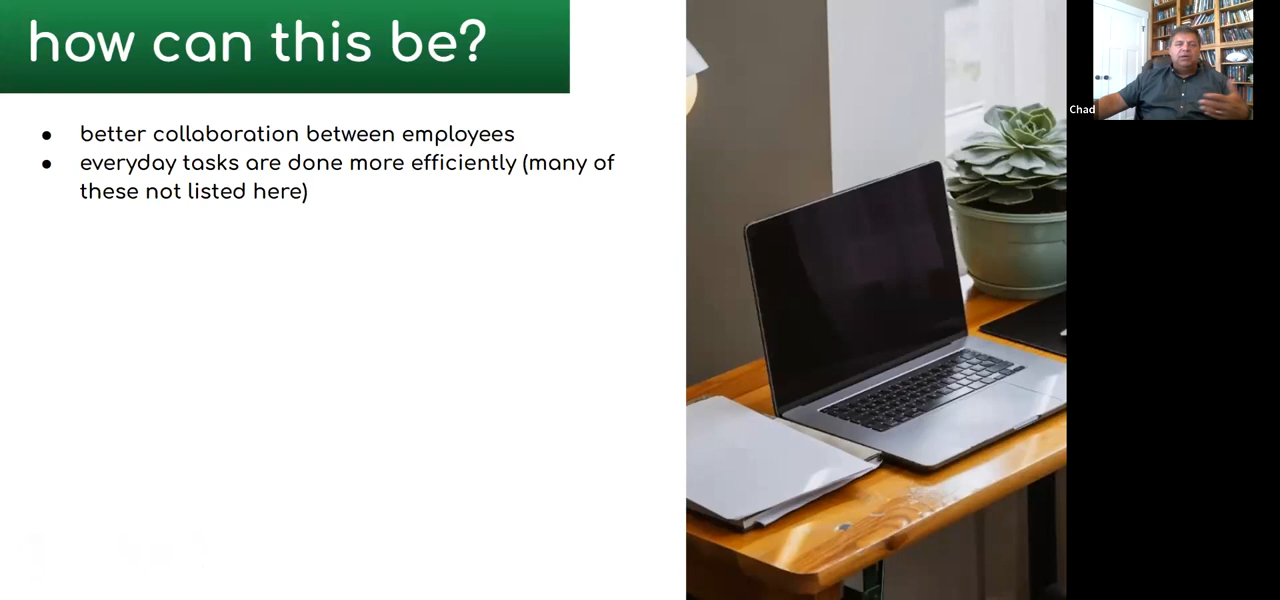 how can this be?
● better collaboration between employees
● everyday tasks are done more efficiently (many of
these not listed here)
Chad